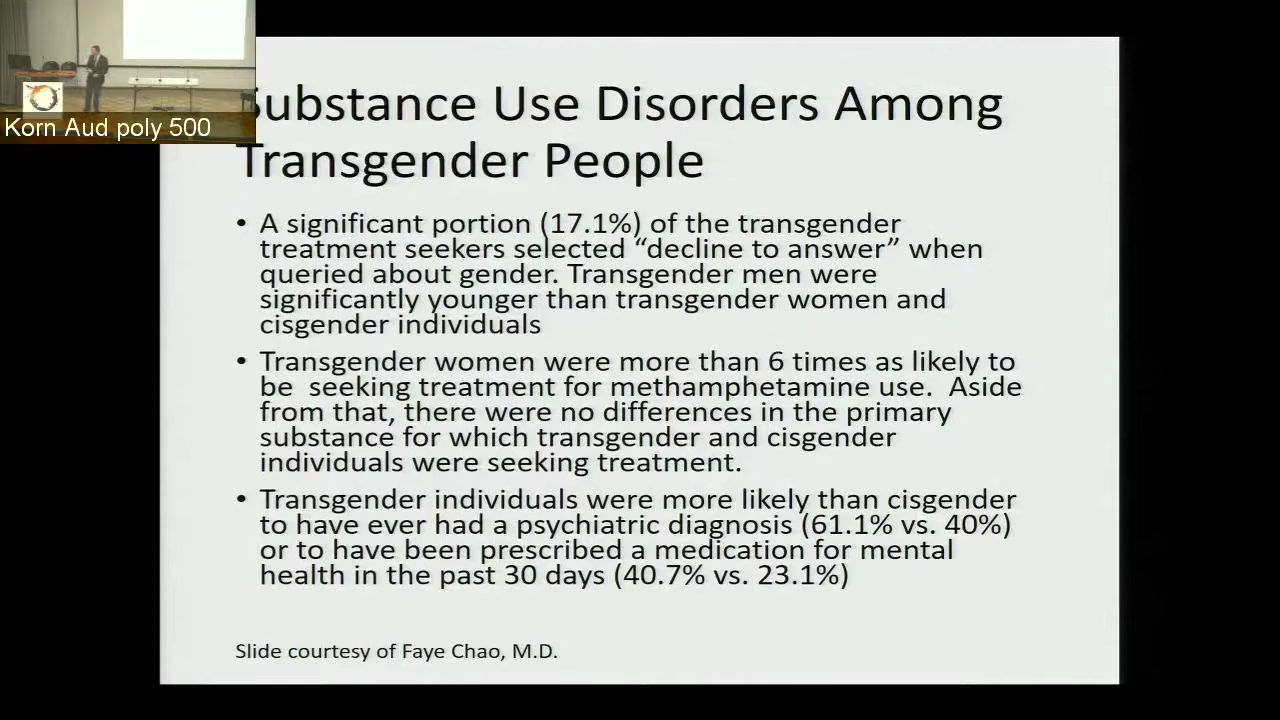 Korn Aud poly 500
Substance Use Disorders Among
Transgender People
• A significant portion (17.1%) of the transgender
treatment seekers selected “decline to answer” when
queried about gender. Transgender men were
significantly younger than transgender women and
cisgender individuals
• Transgender women were more than 6 times as likely to
be  seeking treatment for methamphetamine use.  Aside
from that, there were no differences in the primary
substance for which transgender and cisgender
individuals were seeking treatment.
• Transgender individuals were more likely than cisgender
to have ever had a psychiatric diagnosis (61.1% vs. 40%)
or to have been prescribed a medication for mental
health in the past 30 days (40.7% vs. 23.1%)
Slide courtesy of Faye Chao, M.D.